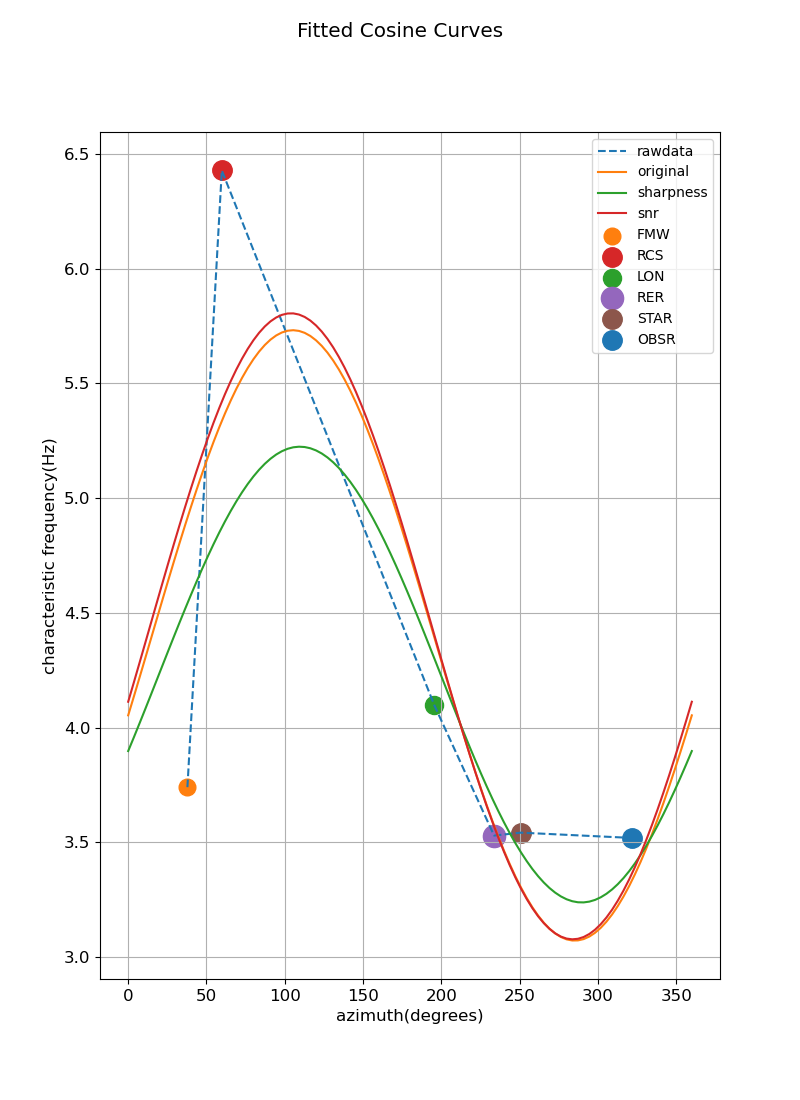 Fitted Cosine Curves
6.5
6.0
5.5
5.0
4.5
4.0
3.5
3.0
characteristic frequency(Hz)
rawdata
original
sharpness
snr
FMW
RCS
LON
RER
STAR
OBSR
0 50 100 150 200 250 300 350
azimuth(degrees)